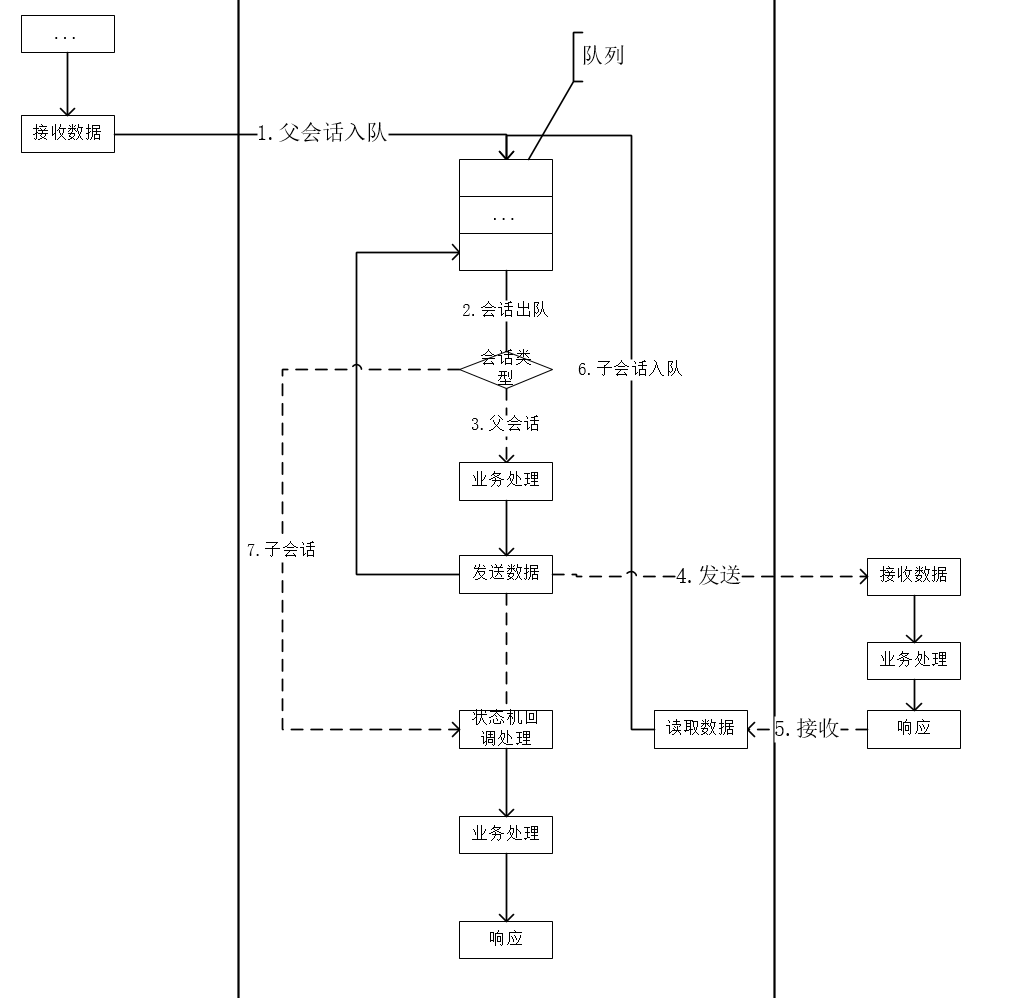 ...
队列
接收数据
1.父会话入队
...
2.会话出队
会话类
型
6.子会话入队
3.父会话
业务处理
7.子会话
发送数据
4.发送
接收数据
业务处理
状态机回
调处理
读取数据
5.接收
响应
业务处理
响应